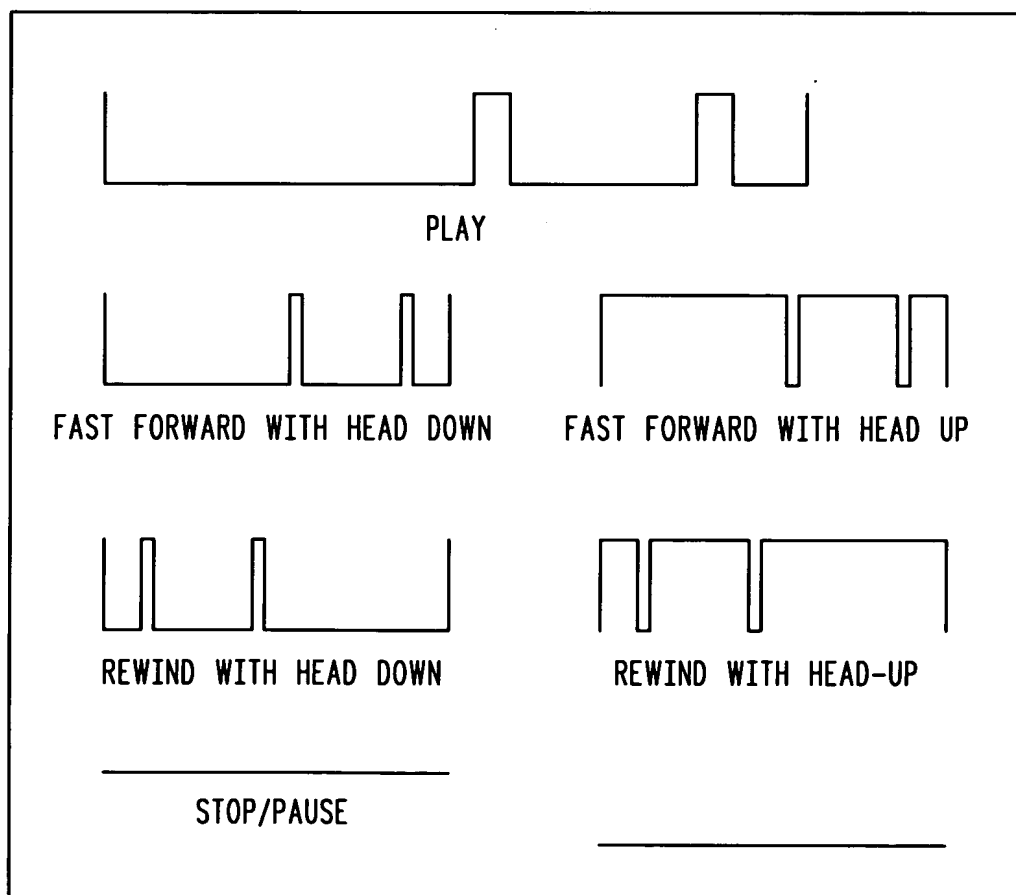 PLAY
FAST FORWARD WITH HEAD DOWN
FAST FORWARD WITH HEAD UP
REWIND WITH HEAD DOWN
REWIND WITH HEAD-UP
STOP/PAUSE